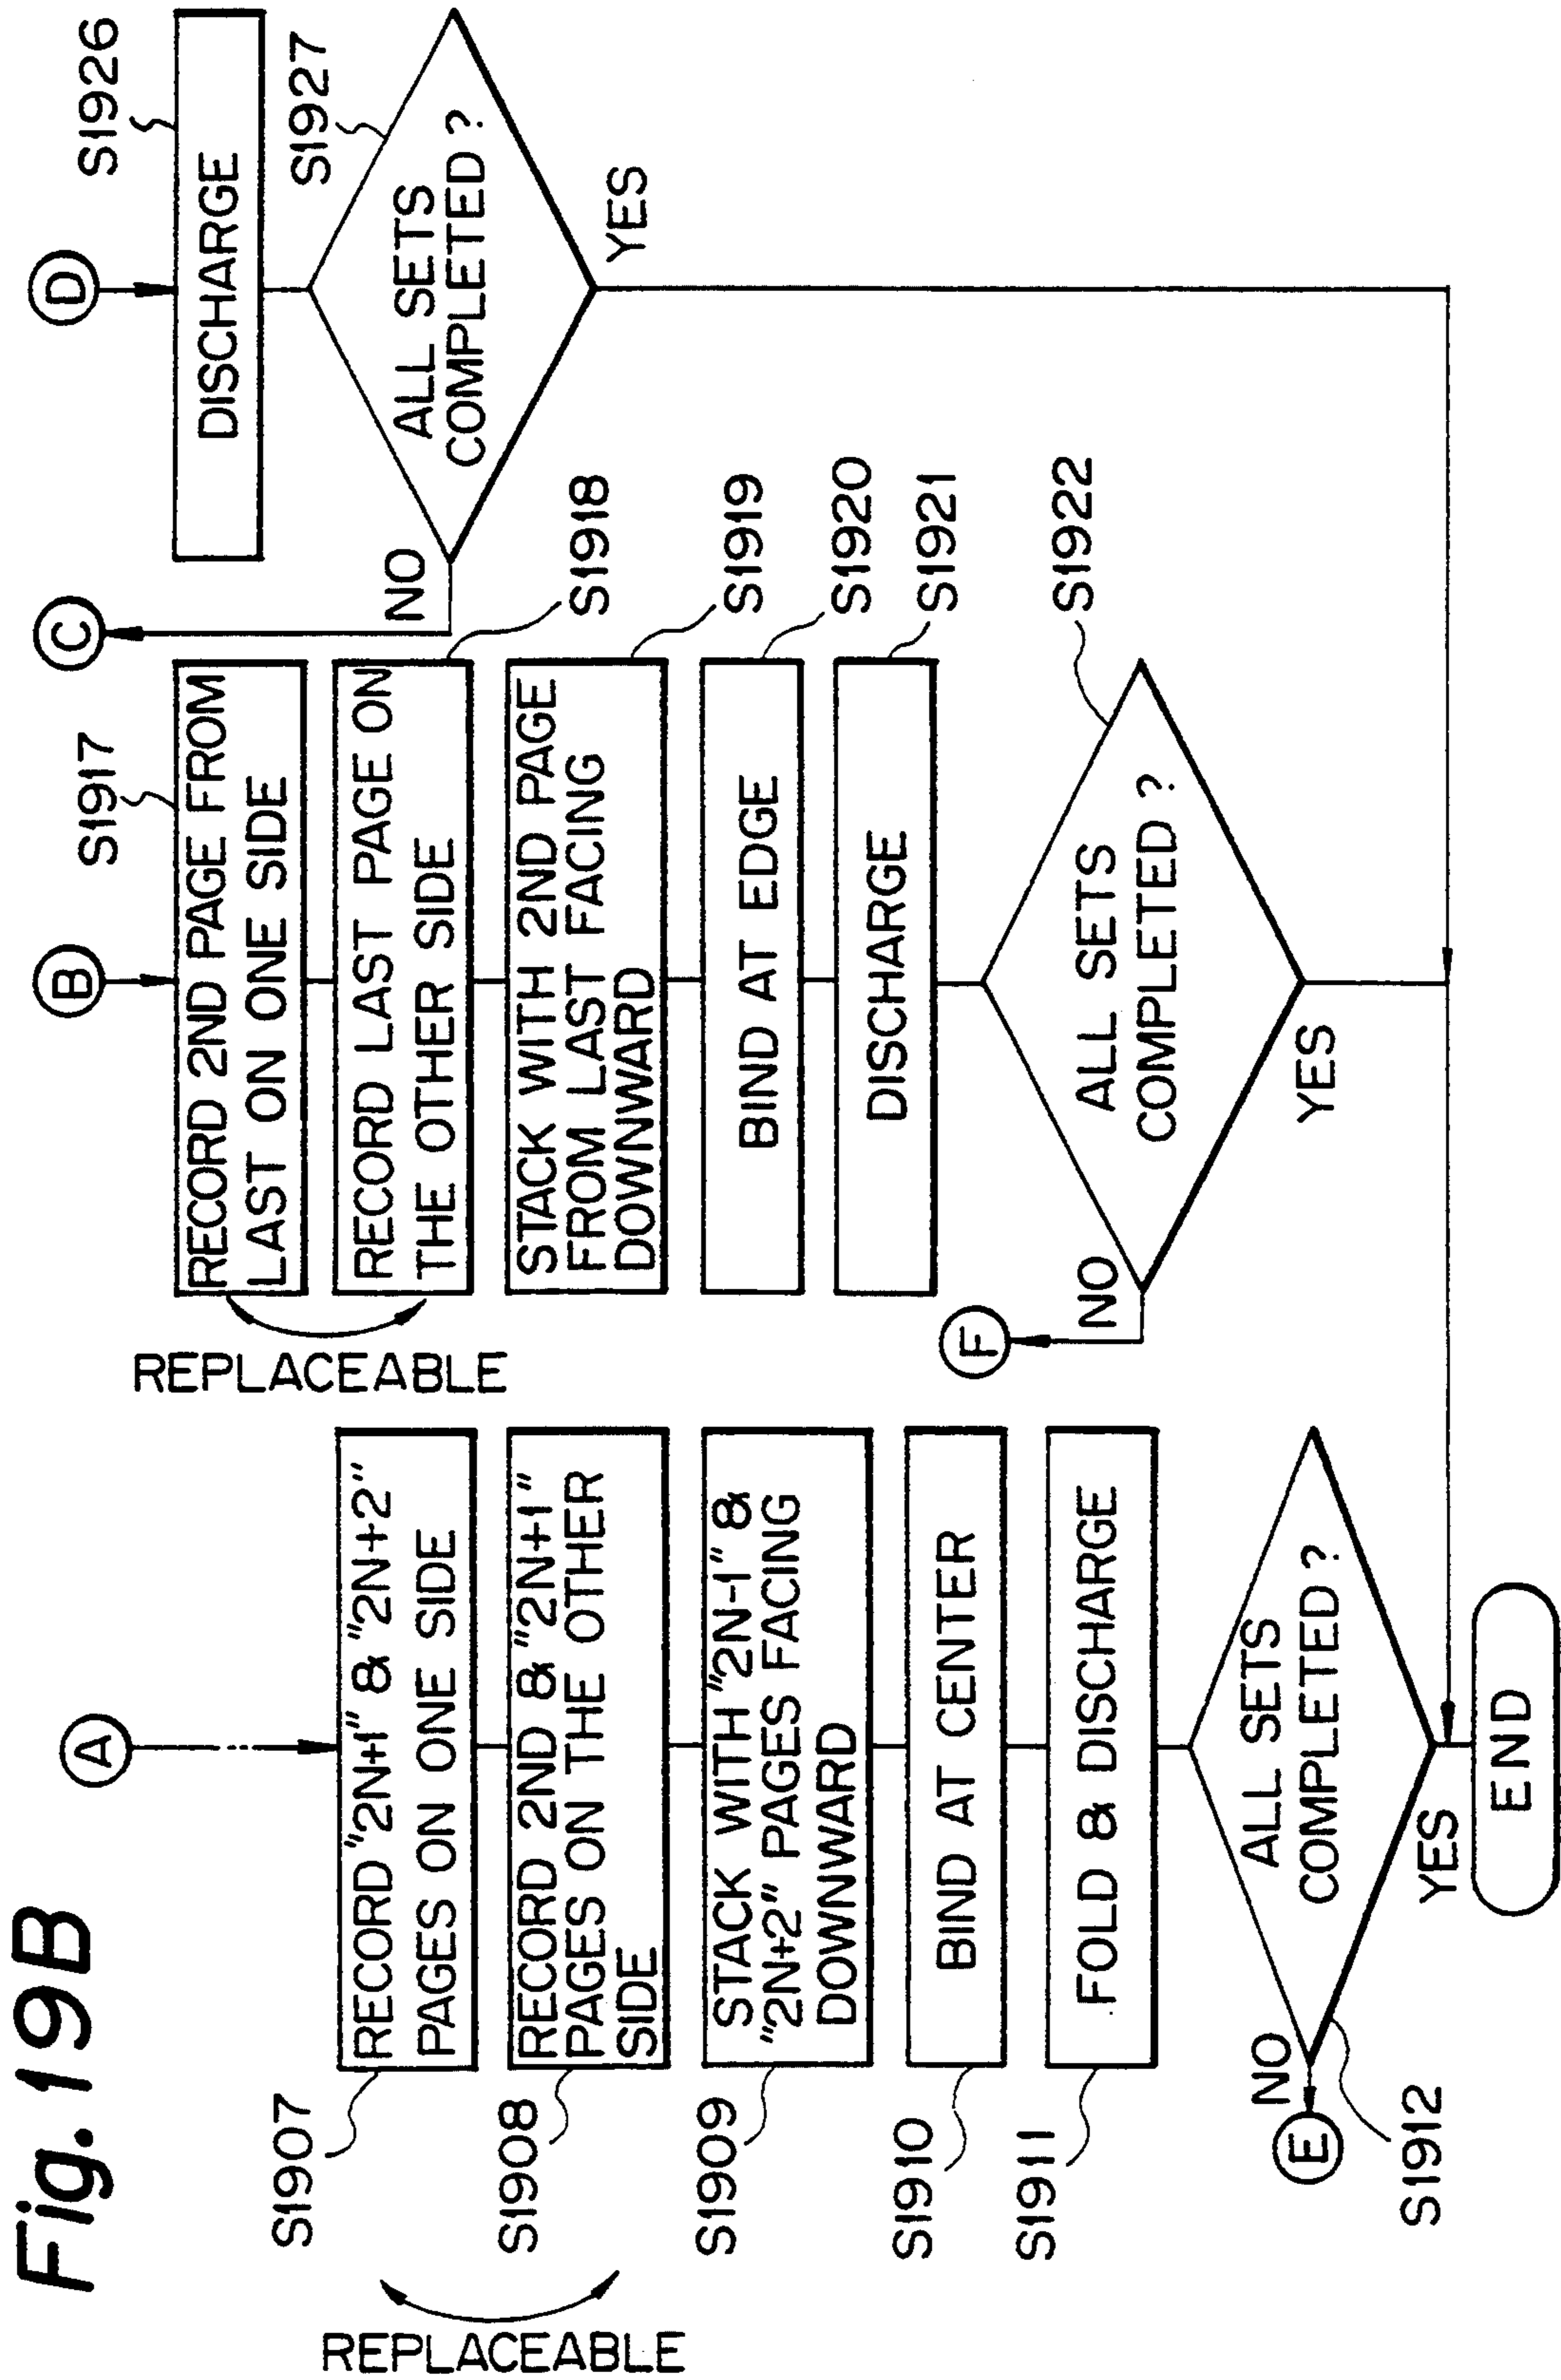 Fig. 19B
A
S1907
RECORD "2N+1" & "2N+2"
PAGES ON ONE SIDE
S1908
RECORD 2ND & "2N+1"
PAGES ON THE OTHER
SIDE
REPLACEABLE
S1909
STACK WITH "2N-1" &
"2N+2" PAGES FACING
DOWNWARD
S1910
BIND AT CENTER
S1911
FOLD & DISCHARGE
ALL SETS
COMPLETED ?
NO
E
S1912
YES
END
B
S1917
RECORD 2ND PAGE FROM
LAST ON ONE SIDE
RECORD LAST PAGE ON
THE OTHER SIDE
S1918
REPLACEABLE
STACK WITH 2ND PAGE
FROM LAST FACING
DOWNWARD
S1919
BIND AT EDGE
S1920
DISCHARGE
S1921
ALL SETS
COMPLETED ?
S1922
NO
F
YES
D
S1926
DISCHARGE
S1927
ALL SETS
COMPLETED ?
NO
C
YES